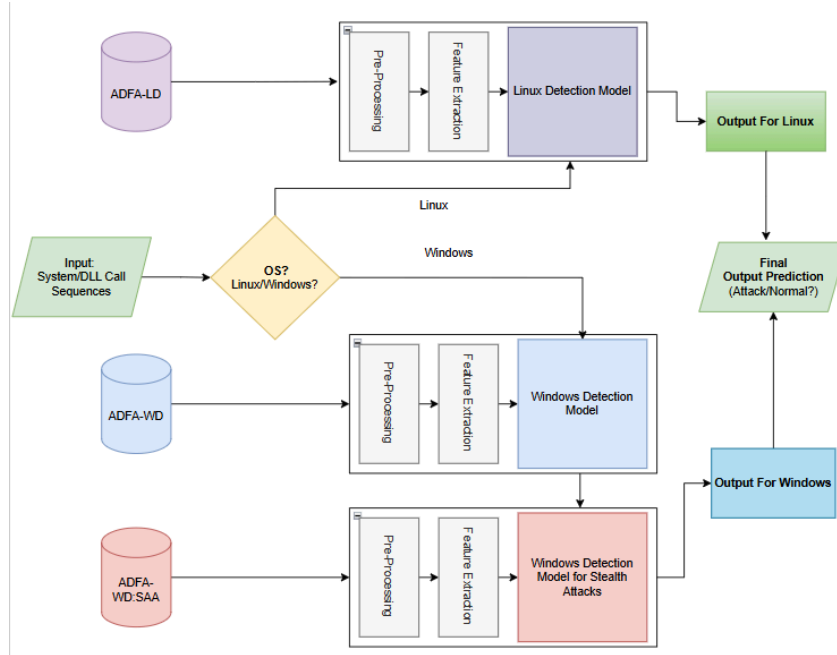 ADFA-LD
Pre-Processing
Feature Extraction
Linux Detection Model
Output For Linux
Linux
Windows
Input:
System/DLL Call
Sequences
OS?
Linux/Windows?
Final
Output Prediction
(Attack/Normal?)
ADFA-WD
Pre-Processing
Feature Extraction
Windows Detection
Model
Output For Windows
ADFA-
WD:SAA
Pre-Processing
Feature Extraction
Windows Detection
Model for Stealth
Attacks